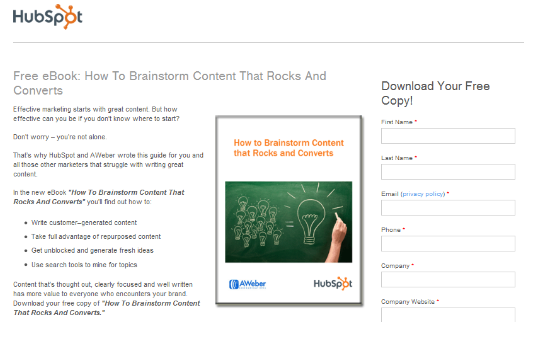 HubSpot
Free eBook: How To Brainstorm Content That Rocks And
Converts
Effective marketing starts with great content. But how
effective can you be if you don't know where to start?
Don't worry – you're not alone.
That's why HubSpot and AWeber wrote this guide for you and
all those other marketers that struggle with writing great
content.
In the new eBook "How To Brainstorm Content That
Rocks And Converts" you'll find out how to:
• Write customer–generated content
• Take full advantage of repurposed content
• Get unblocked and generate fresh ideas
• Use search tools to mine for topics
Content that's thought out, clearly focused and well written
has more value to everyone who encounters your brand.
Download your free copy of "How To Brainstorm Content
That Rocks And Converts."
How to Brainstorm Content
that Rocks and Converts
AWeber
HubSpot
Download Your Free
Copy!
First Name *
Last Name *
Email (privacy policy) *
Phone *
Company *
Company Website *